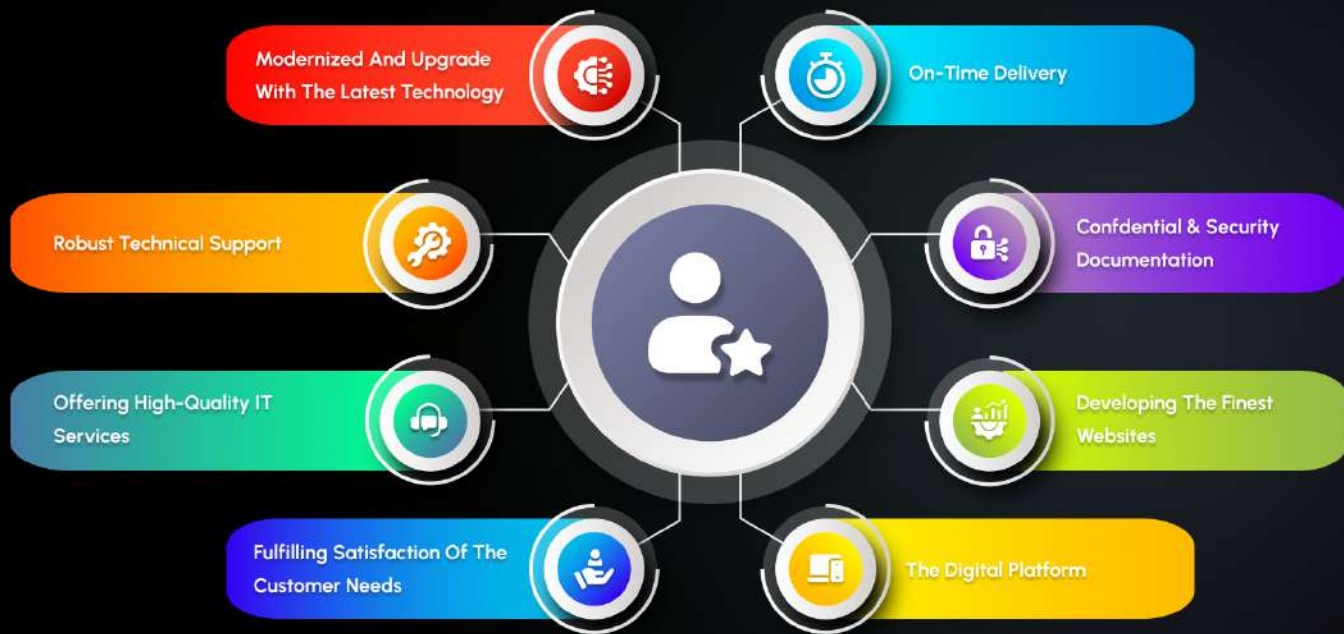 Modernized And Upgrade
With The Latest Technology
On-Time Delivery
Robust Technical Support
Confdential & Security
Documentation
Offering High-Quality IT
Services
Developing The Finest
Websites
Fulfilling Satisfaction Of The
Customer Needs
The Digital Platform